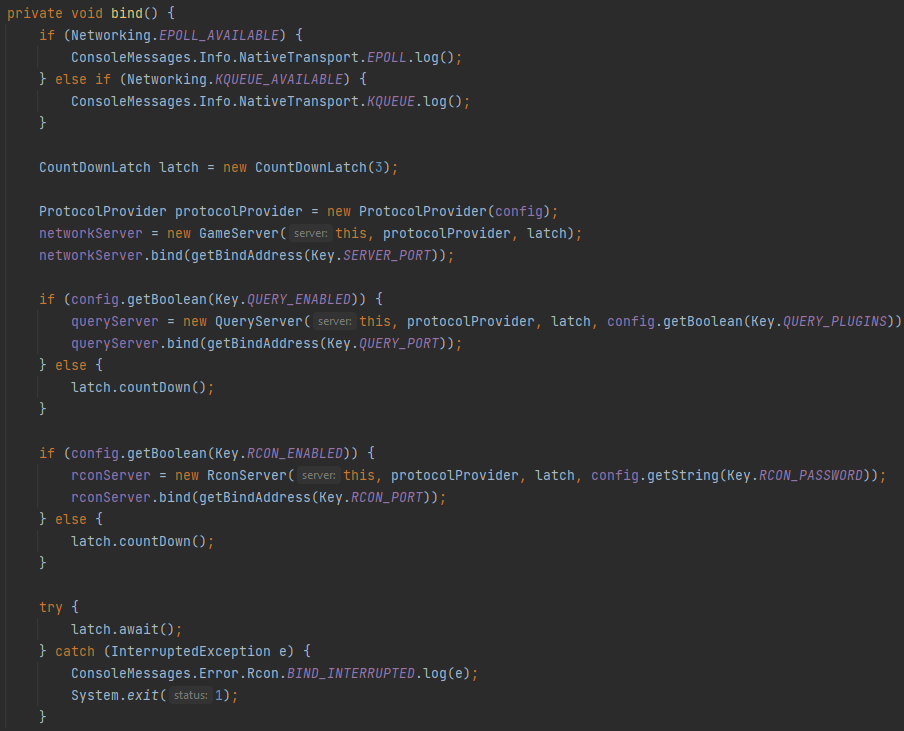 private void bind() {
    if (Networking.EPOLL_AVAILABLE) {
        ConsoleMessages.Info.NativeTransport.EPOLL.log();
    } else if (Networking.KQUEUE_AVAILABLE) {
        ConsoleMessages.Info.NativeTransport.KQUEUE.log();
    }

    CountDownLatch latch = new CountDownLatch(3);

    ProtocolProvider protocolProvider = new ProtocolProvider(config);
    networkServer = new GameServer( server: this, protocolProvider, latch);
    networkServer.bind(getBindAddress(Key.SERVER_PORT));

    if (config.getBoolean(Key.QUERY_ENABLED)) {
        queryServer = new QueryServer( server: this, protocolProvider, latch, config.getBoolean(Key.QUERY_PLUGINS))
        queryServer.bind(getBindAddress(Key.QUERY_PORT));
    } else {
        latch.countDown();
    }

    if (config.getBoolean(Key.RCON_ENABLED)) {
        rconServer = new RconServer( server: this, protocolProvider, latch, config.getString(Key.RCON_PASSWORD));
        rconServer.bind(getBindAddress(Key.RCON_PORT));
    } else {
        latch.countDown();
    }

    try {
        latch.await();
    } catch (InterruptedException e) {
        ConsoleMessages.Error.Rcon.BIND_INTERRUPTED.log(e);
        System.exit( status: 1);
    }